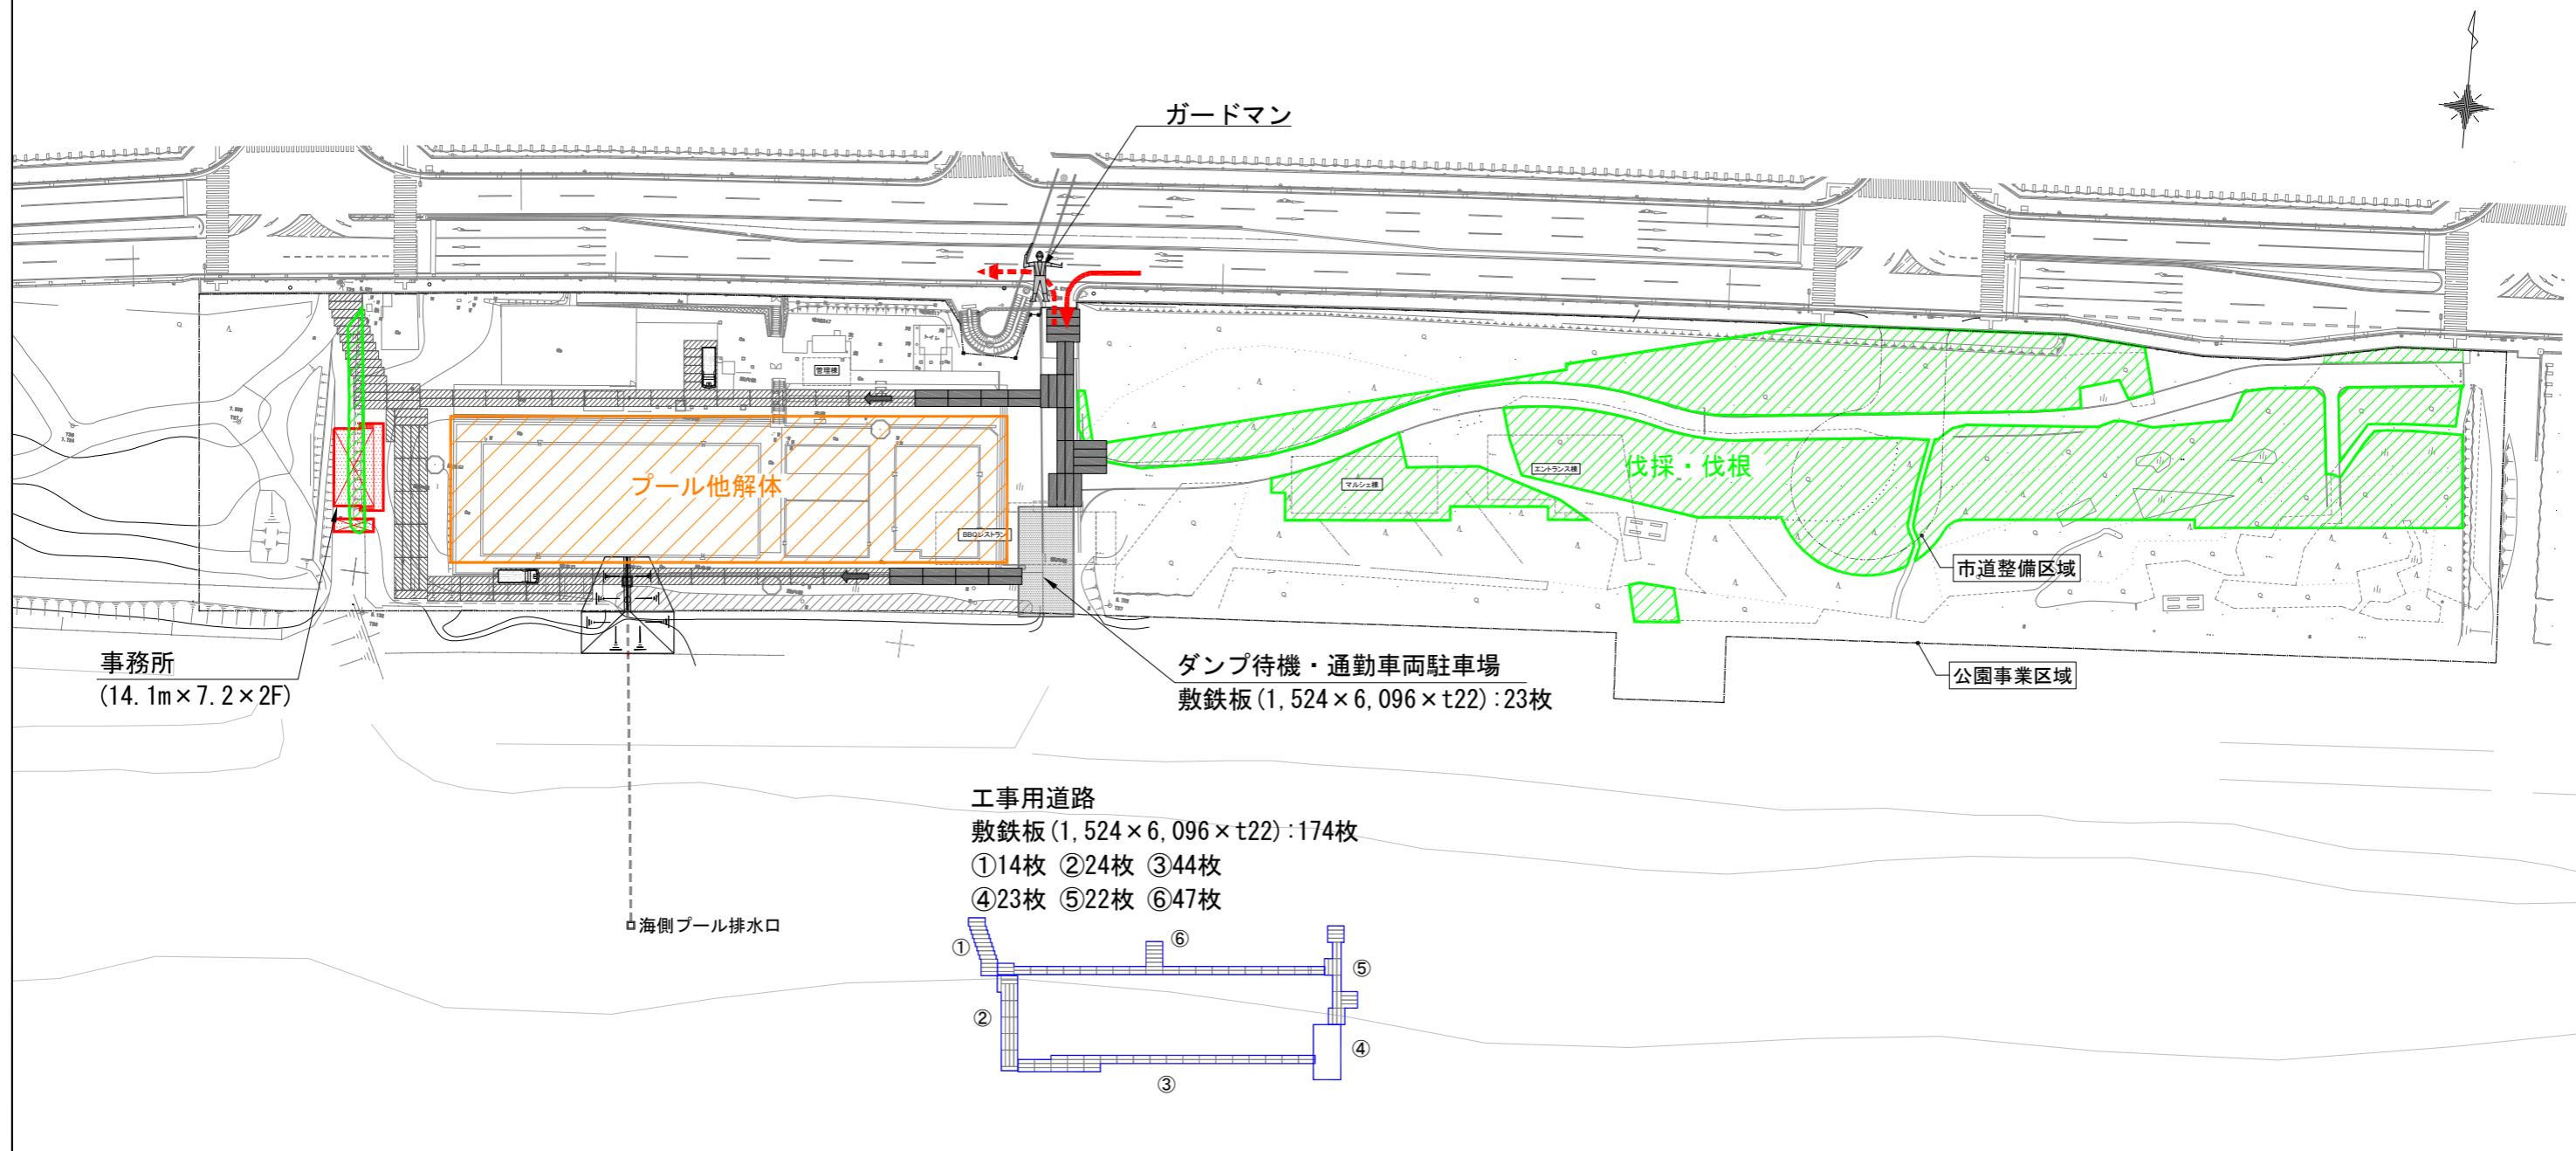 ガードマン
管理棟
トイレ
プール他解体
伐採・伐根
エントランス棟
マルシェ棟
BBQレストラン
市道整備区域
公園事業区域
事務所
(14.1m×7.2×2F)
ダンプ待機・通勤車両駐車場
敷鉄板(1,524×6,096×t22):23枚
工事用道路
敷鉄板(1,524×6,096×t22):174枚
①14枚 ②24枚 ③44枚
④23枚 ⑤22枚 ⑥47枚
海側プール排水口
①
⑥
⑤
②
④
③